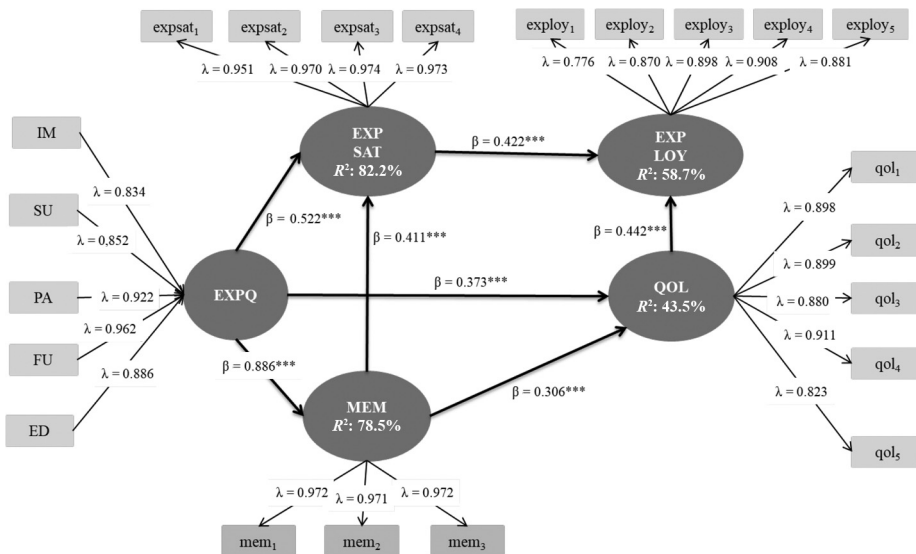 expsat₁ expsat₂ expsat₃ expsat₄
exploy₁ exploy₂ exploy₃ exploy₄ exploy₅
λ = 0.951 λ = 0.970 λ = 0.974 λ = 0.973
λ = 0.776 λ = 0.870 λ = 0.898 λ = 0.908 λ = 0.881
IM
SU
PA
FU
ED
λ = 0.834
λ = 0.852
λ = 0.922
λ = 0.962
λ = 0.886
EXPQ
EXP
SAT
R²: 82.2%
EXP
LOY
R²: 58.7%
MEM
R²: 78.5%
QOL
R²: 43.5%
β = 0.422***
β = 0.522***
β = 0.411***
β = 0.442***
β = 0.373***
β = 0.886***
β = 0.306***
qol₁
qol₂
qol₃
qol₄
qol₅
λ = 0.898
λ = 0.899
λ = 0.880
λ = 0.911
λ = 0.823
λ = 0.972 λ = 0.971 λ = 0.972
mem₁ mem₂ mem₃